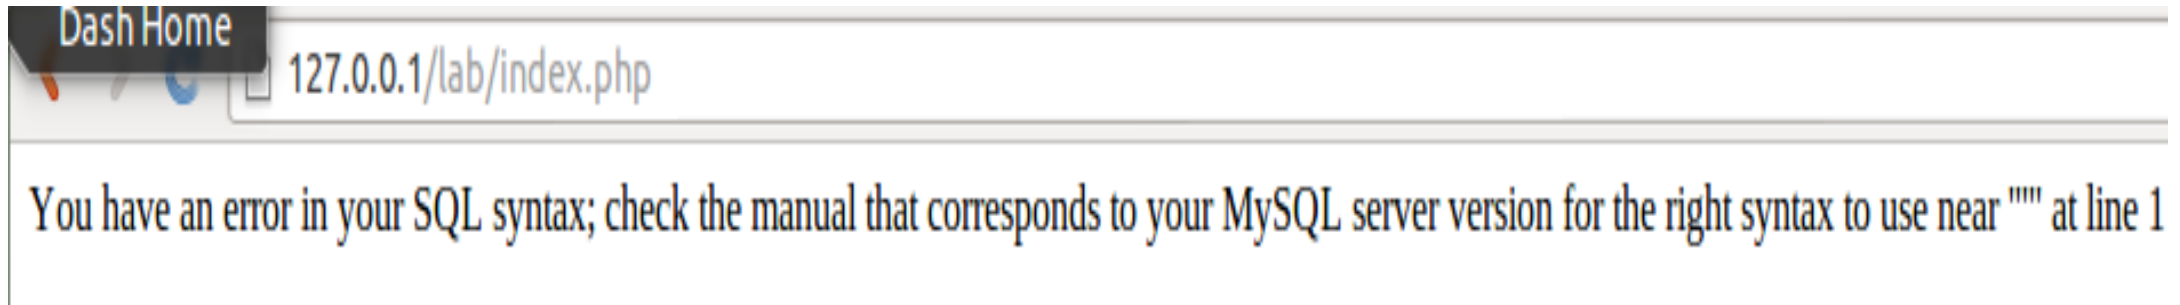 Dash Home
127.0.0.1/lab/index.php
You have an error in your SQL syntax; check the manual that corresponds to your MySQL server version for the right syntax to use near '''' at line 1